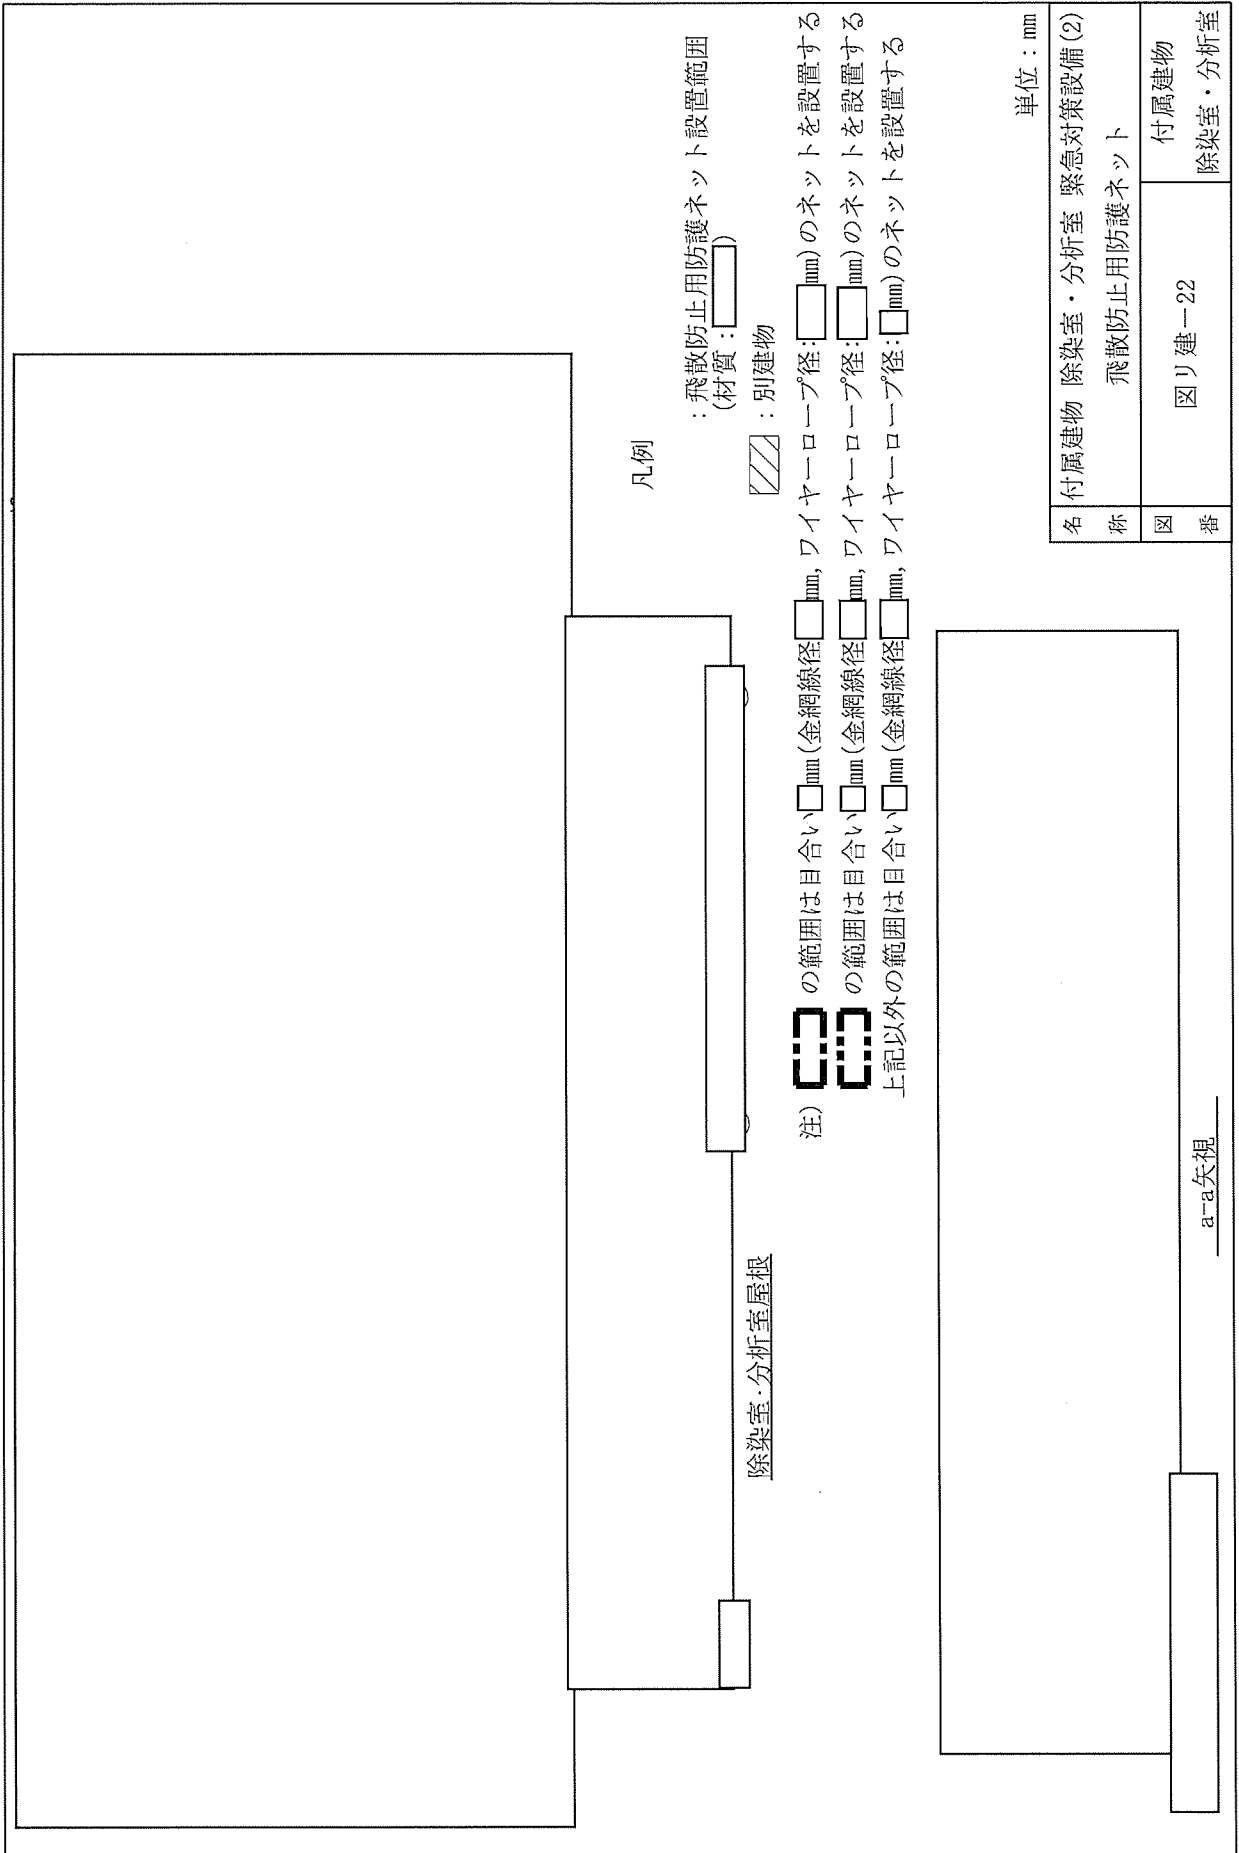 除染室・分析室屋根
凡例
：飛散防止用防護ネット設置範囲
(材質：)
：別建物
注) の範囲は目合い mm(金網線径 mm, ワイヤーロープ径: mm)のネットを設置する
の範囲は目合い mm(金網線径 mm, ワイヤーロープ径: mm)のネットを設置する
上記以外の範囲は目合い mm(金網線径 mm, ワイヤーロープ径: mm)のネットを設置する
a-a矢視
単位：mm
名称 付属建物 除染室・分析室 緊急対策設備(2)
飛散防止用防護ネット
図番 図リ建－22
付属建物
除染室・分析室